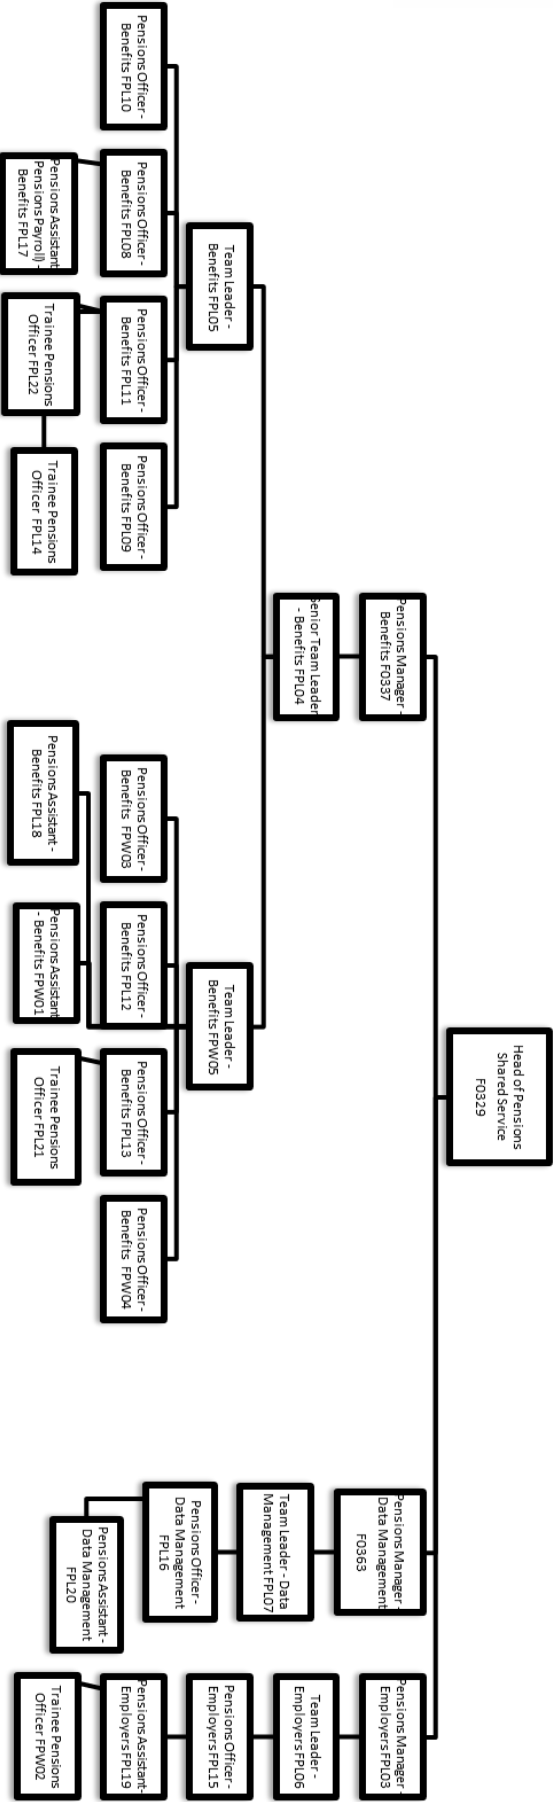 Head of Pensions
Shared Service
F0329
Pensions Manager -
Benefits F0337
Pensions Manager -
Data Management
F0363
Pensions Manager -
Employers FPL03
Senior Team Leader
- Benefits FPL04
Team Leader - Data
Management FPL07
Team Leader -
Employers FPL06
Team Leader -
Benefits FPL05
Team Leader -
Benefits FPW05
Pensions Officer -
Data Management
FPL16
Pensions Officer -
Employers FPL15
Pensions Officer -
Benefits FPL10
Pensions Officer -
Benefits FPL08
Pensions Officer -
Benefits FPL11
Pensions Officer -
Benefits FPL09
Pensions Officer -
Benefits FPW03
Pensions Officer -
Benefits FPL12
Pensions Officer -
Benefits FPL13
Pensions Officer -
Benefits FPW04
Pensions Assistant -
Data Management
FPL20
Pensions Assistant-
Employers FPL19
Pensions Assistant
Pensions Payroll) -
Benefits FPL17
Trainee Pensions
Officer FPL22
Trainee Pensions
Officer FPL14
Pensions Assistant -
Benefits FPL18
Pensions Assistant
- Benefits FPW01
Trainee Pensions
Officer FPL21
Trainee Pensions
Officer FPW02